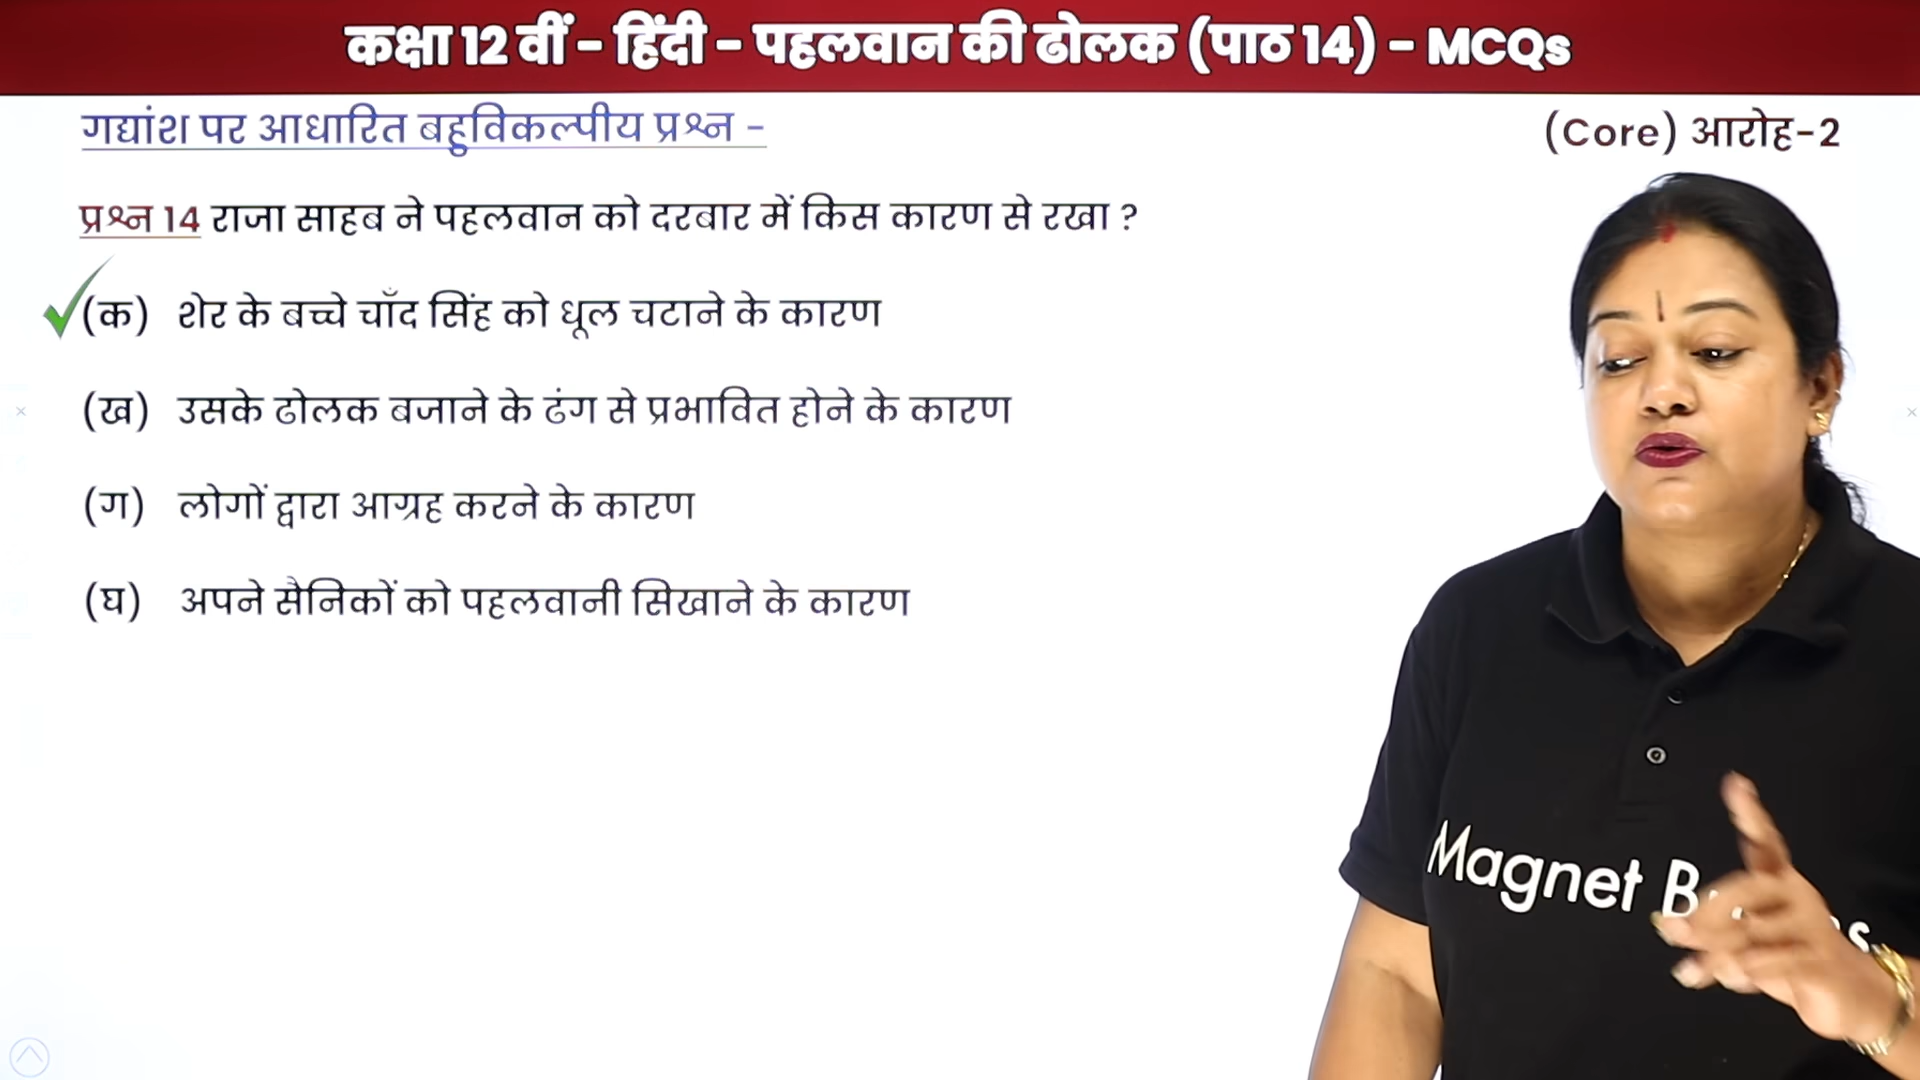 कक्षा 12 वीं – हिंदी – पहलवान की ढोलक (पाठ 14) – MCQs
गद्यांश पर आधारित बहुविकल्पीय प्रश्न –
(Core) आरोह-2
प्रश्न 14 राजा साहब ने पहलवान को दरबार में किस कारण से रखा ?
(क) शेर के बच्चे चाँद सिंह को धूल चटाने के कारण
(ख) उसके ढोलक बजाने के ढंग से प्रभावित होने के कारण
(ग) लोगों द्वारा आग्रह करने के कारण
(घ) अपने सैनिकों को पहलवानी सिखाने के कारण
Magnet